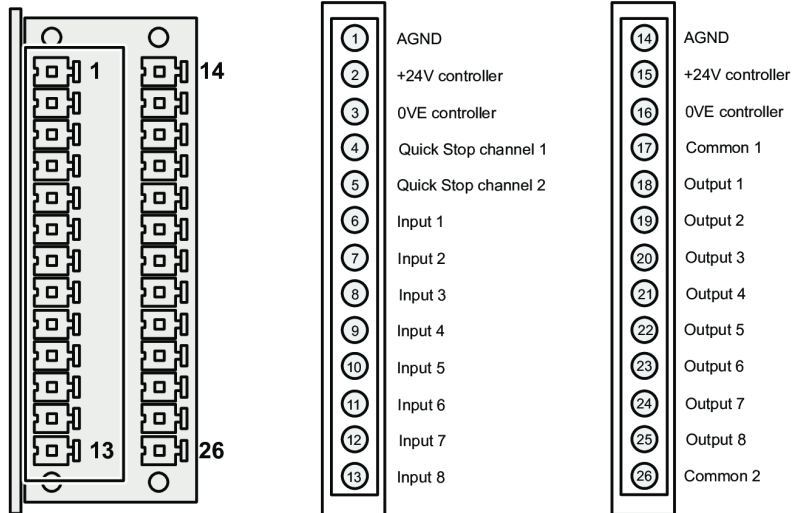 1
14
13
26
1 AGND
2 +24V controller
3 0VE controller
4 Quick Stop channel 1
5 Quick Stop channel 2
6 Input 1
7 Input 2
8 Input 3
9 Input 4
10 Input 5
11 Input 6
12 Input 7
13 Input 8
14 AGND
15 +24V controller
16 0VE controller
17 Common 1
18 Output 1
19 Output 2
20 Output 3
21 Output 4
22 Output 5
23 Output 6
24 Output 7
25 Output 8
26 Common 2